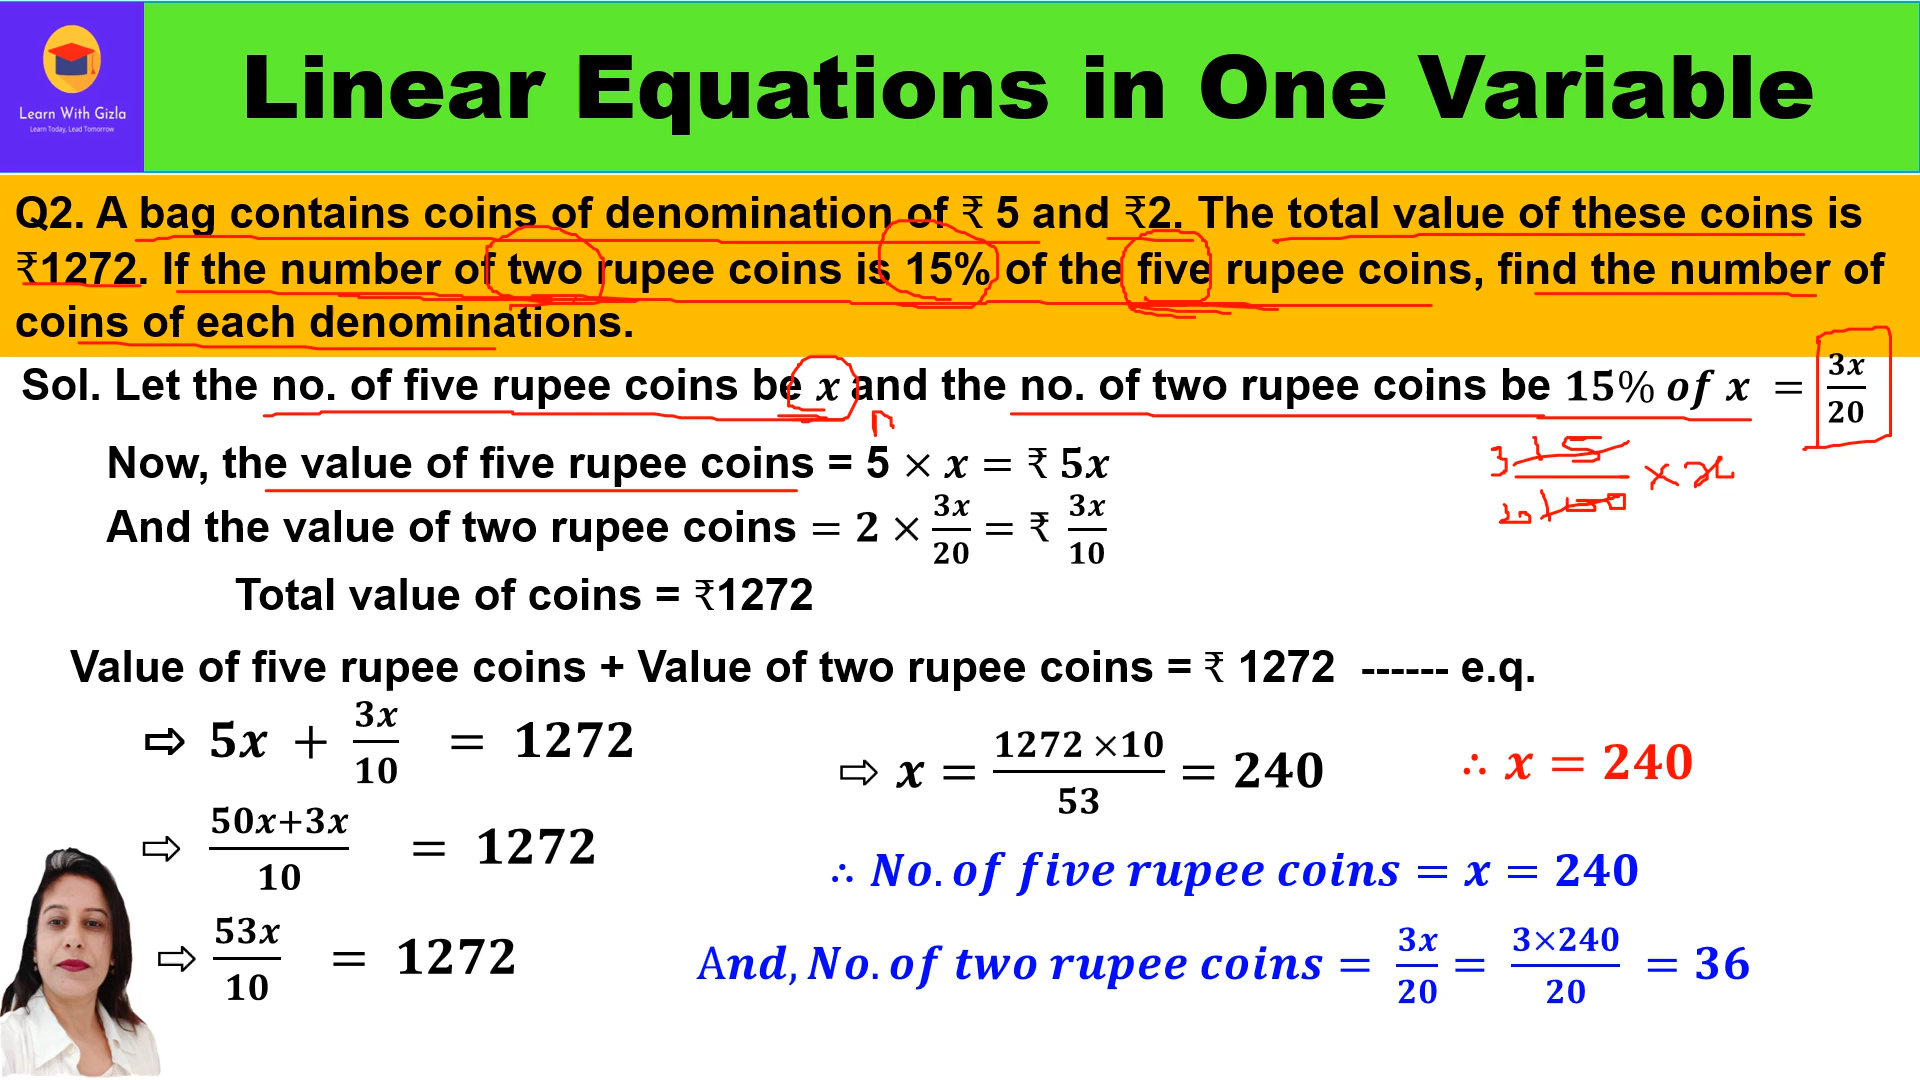 Learn With Gizla
Learn Today, Lead Tomorrow
Linear Equations in One Variable
Q2. A bag contains coins of denomination of ₹ 5 and ₹2. The total value of these coins is
₹1272. If the number of two rupee coins is 15% of the five rupee coins, find the number of
coins of each denominations.
Sol. Let the no. of five rupee coins be x and the no. of two rupee coins be 15% of x = 3x/20
Now, the value of five rupee coins = 5 × x = ₹ 5x
3 15/20 100 × x
And the value of two rupee coins = 2 × 3x/20 = ₹ 3x/10
Total value of coins = ₹1272
Value of five rupee coins + Value of two rupee coins = ₹ 1272 ------ e.q.
⇨ 5x + 3x/10 = 1272
⇨ 50x+3x/10 = 1272
⇨ 53x/10 = 1272
⇨ x = 1272 ×10/53 = 240
∴ x = 240
∴ No. of five rupee coins = x = 240
And, No. of two rupee coins = 3x/20 = 3×240/20 = 36